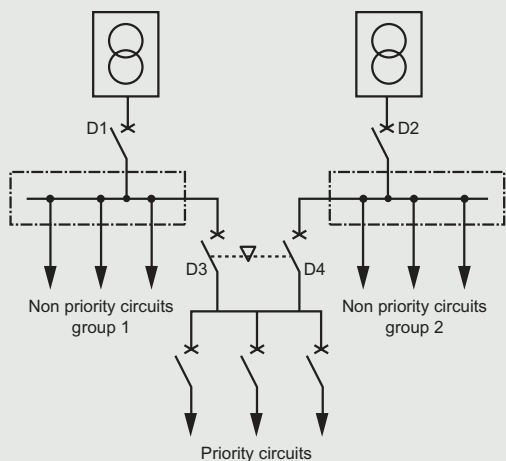 D1
D2
D3
D4
Non priority circuits
group 1
Non priority circuits
group 2
Priority circuits